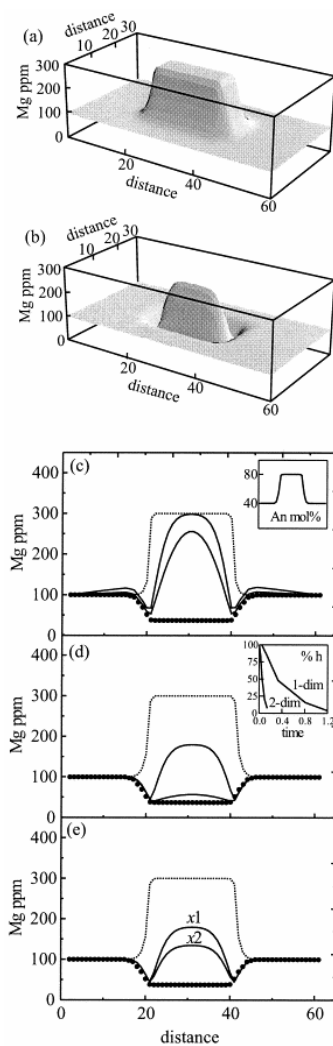 (a)
distance
10 20 30
Mg ppm
300
200
100
0
20
40
60
distance
(b)
distance
10 20 30
Mg ppm
300
200
100
0
20
40
60
distance
(c)
Mg ppm
400
300
200
100
0
80
40
An mol%
(d)
Mg ppm
400
300
200
100
0
100
75
50
25
0
% h
1-dim
2-dim
0.0 0.4 0.8 1.2
time
(e)
Mg ppm
400
300
200
100
0
x1
x2
0 20 40 60
distance